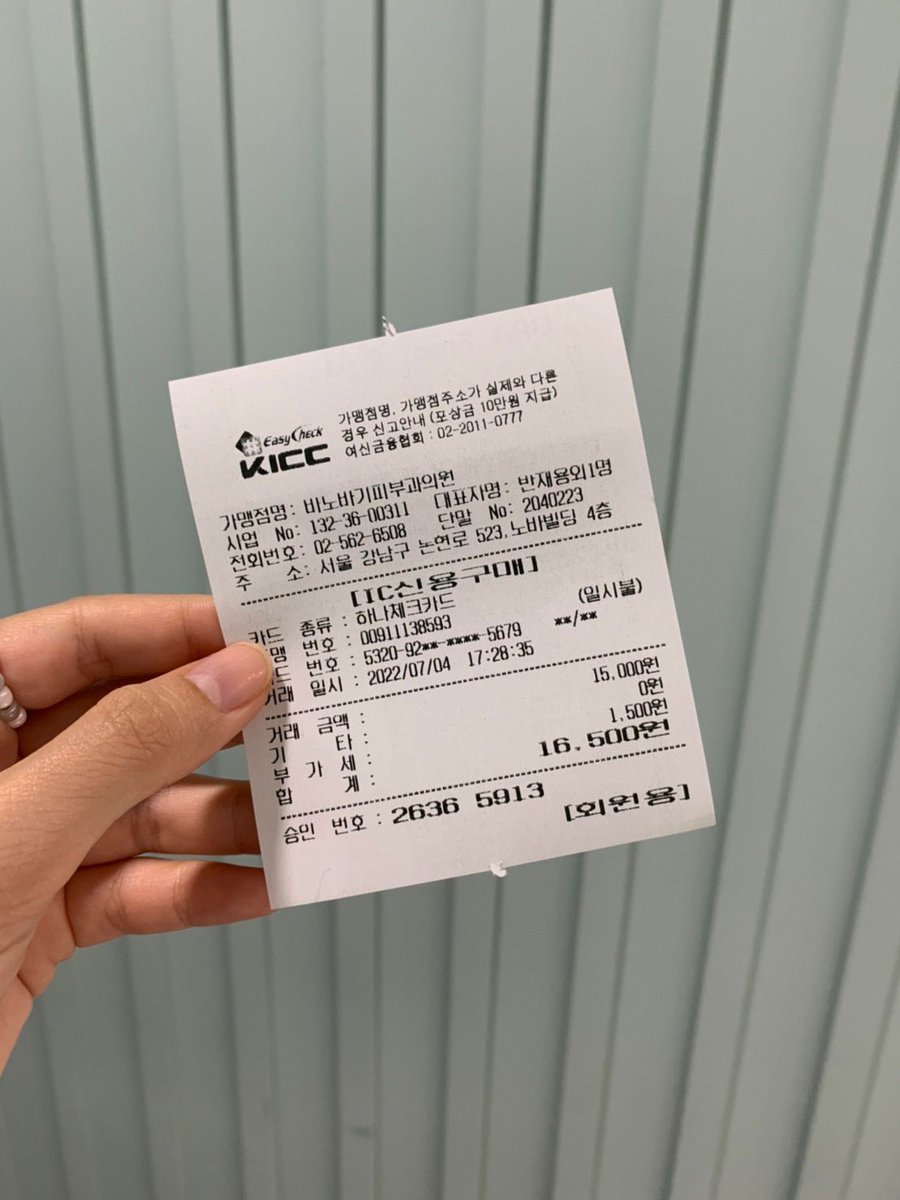 EasyCheck
KICC
가맹점명, 가맹점주소가 실제와 다른
경우 신고안내 (포상금 10만원 지급)
여신금융협회 : 02-2011-0777
가맹점명: 바노바기피부과의원
사업 No: 132-36-00311 대표자명: 반재용외1명
전화번호: 02-562-6508 단말 No: 2040223
주 소: 서울 강남구 논현로 523,노바빌딩 4층
[IC신용구매]
카드 종류 : 하나체크카드 (일시불)
맹 번호 : 00911138593
드 번호 : 5320-92**-****-5679 **/**
거래 일시 : 2022/07/04 17:28:35
거래 금액 : 15,000원
기 타 : 0원
부 가 세 : 1,500원
합 계 : 16,500원
승인 번호 : 2636 5913
[회원용]